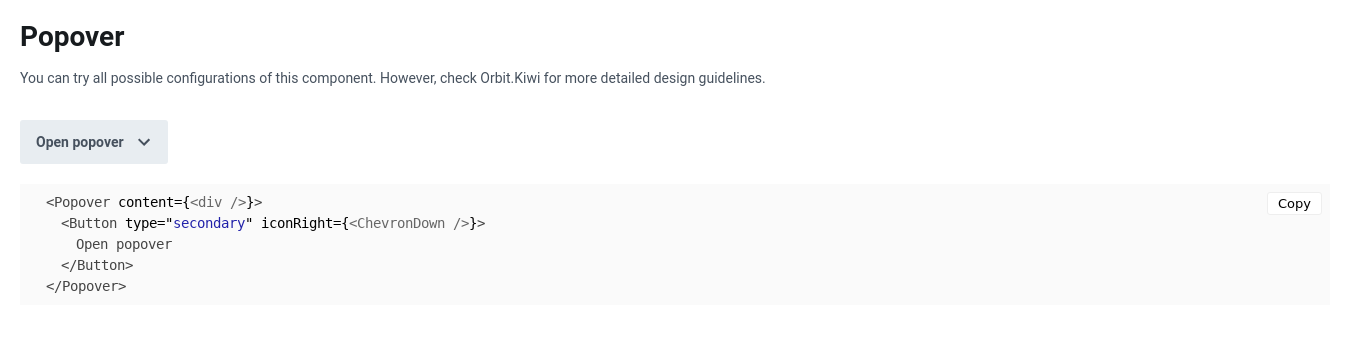 Popover
You can try all possible configurations of this component. However, check Orbit.Kiwi for more detailed design guidelines.
Open popover
<Popover content={<div />}>
Copy
<Button type="secondary" iconRight={<ChevronDown />}>
Open popover
</Button>
</Popover>